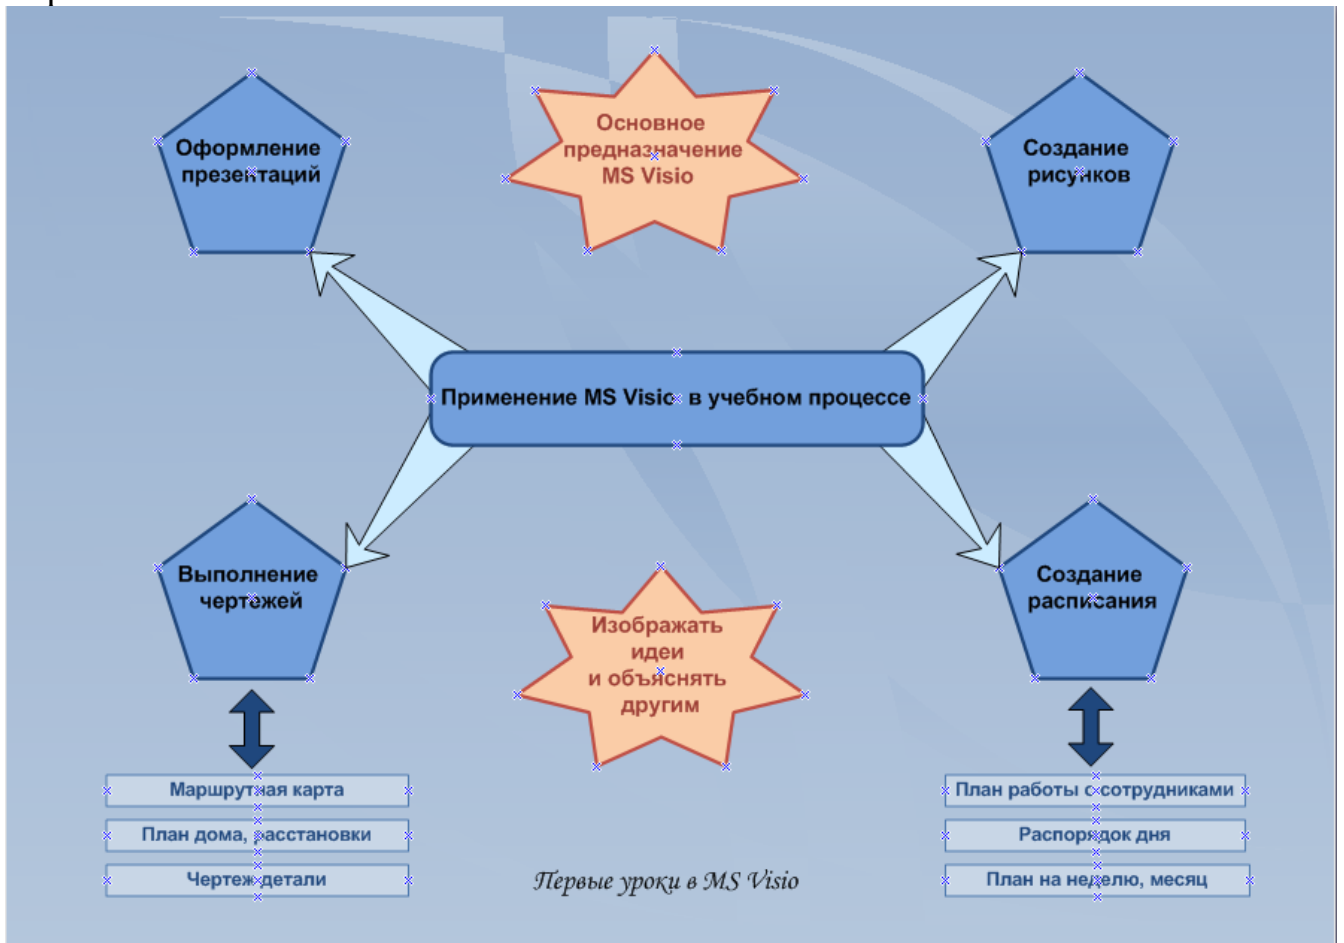 Оформление
презентаций
Основное
предназначение
MS Visio
Создание
рисунков
Применение MS Visio в учебном процессе
Выполнение
чертежей
Изображать
идеи
и объяснять
другим
Создание
расписания
Маршрутная карта
План дома, расстановки
Чертеж детали
План работы с сотрудниками
Распорядок дня
План на неделю, месяц
Первые уроки в MS Visio